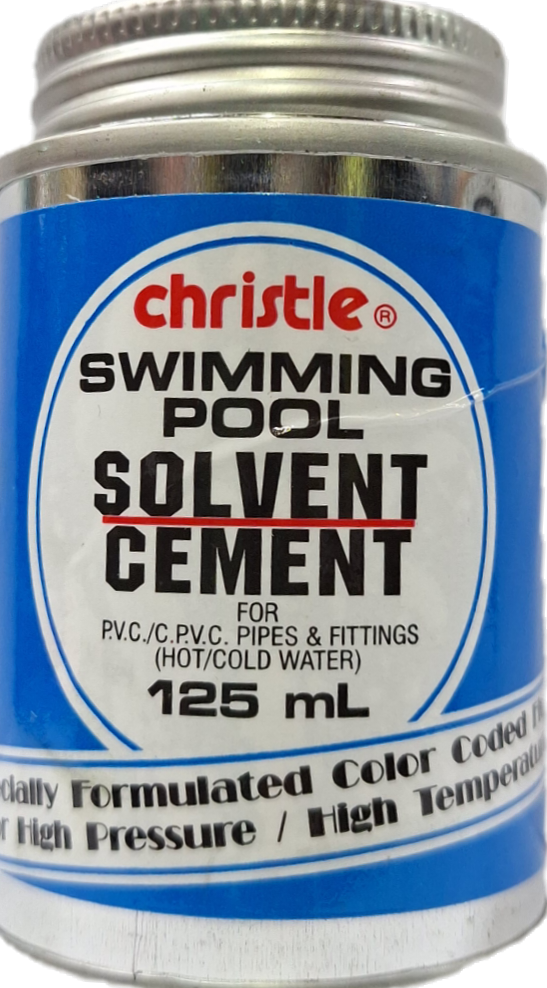 christle®
SWIMMING
POOL
SOLVENT
CEMENT
FOR
P.V.C./C.P.V.C. PIPES & FITTINGS
(HOT/COLD WATER)
125 mL
Formulated Color Coded
High Pressure / High